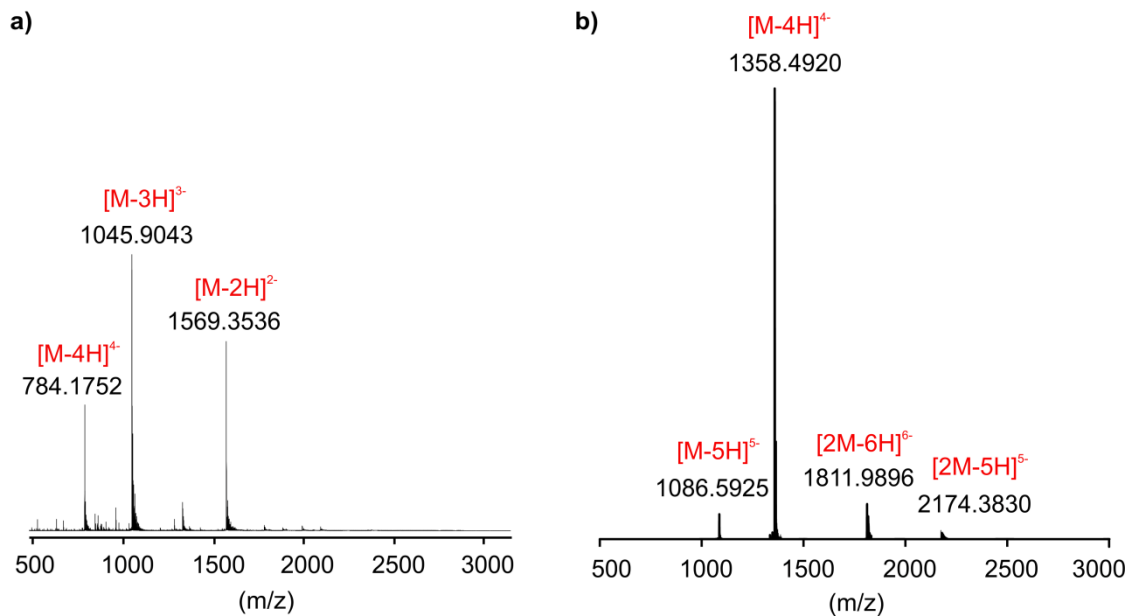 a)
[M-3H]3-
1045.9043
[M-2H]2-
1569.3536
[M-4H]4-
784.1752
500 1000 1500 2000 2500 3000
(m/z)
b)
[M-4H]4-
1358.4920
[M-5H]5-
1086.5925
[2M-6H]6-
1811.9896
[2M-5H]5-
2174.3830
500 1000 1500 2000 2500 3000
(m/z)